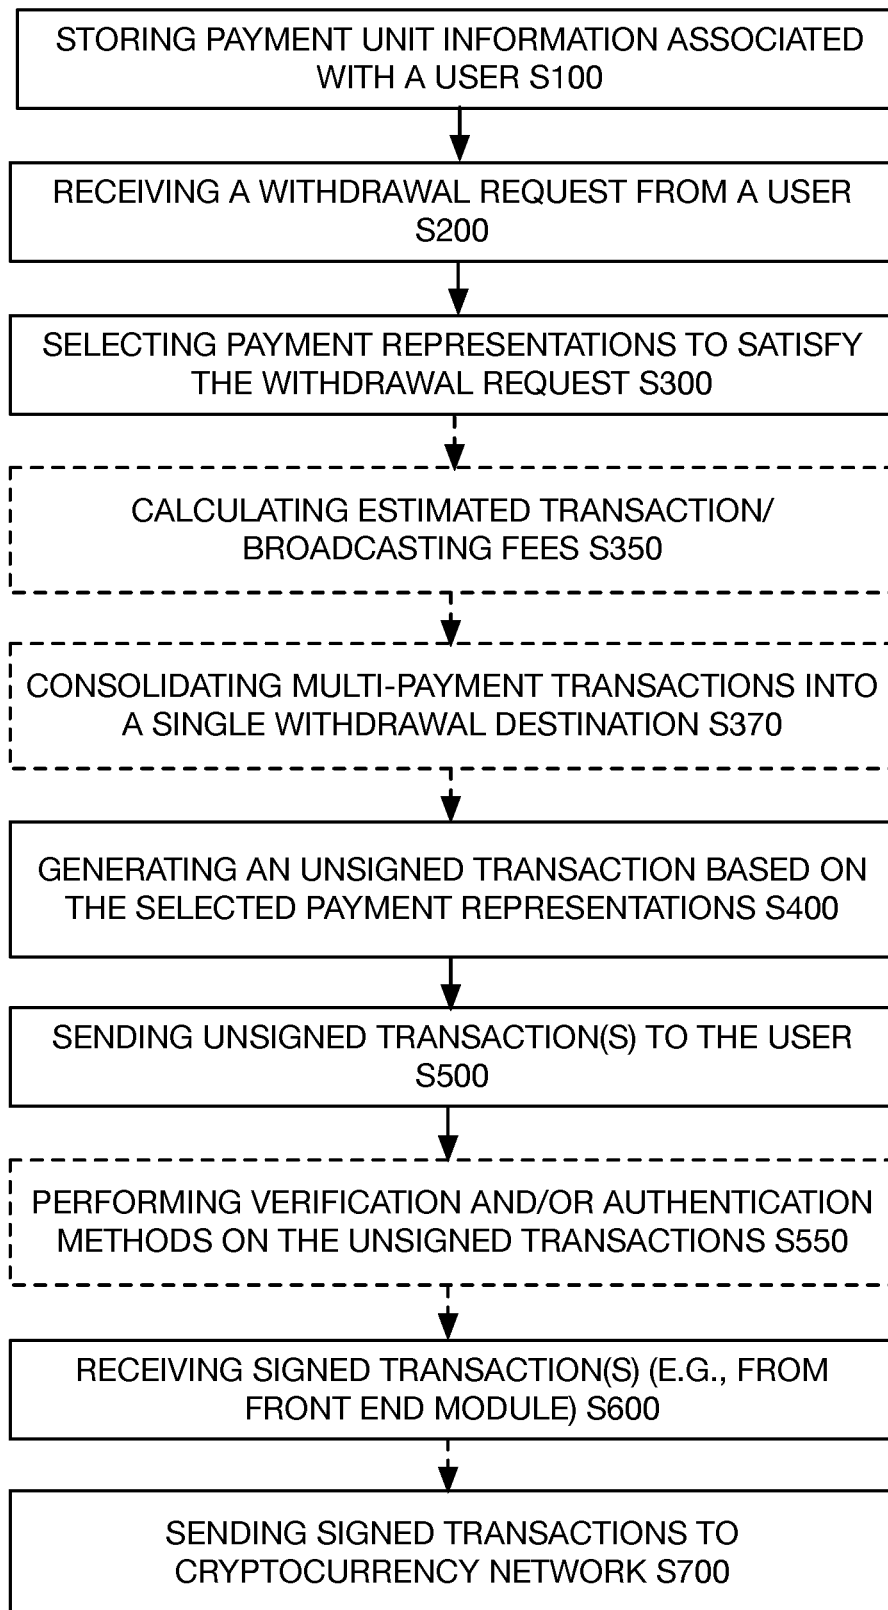 STORING PAYMENT UNIT INFORMATION ASSOCIATED
WITH A USER S100
RECEIVING A WITHDRAWAL REQUEST FROM A USER
S200
SELECTING PAYMENT REPRESENTATIONS TO SATISFY
THE WITHDRAWAL REQUEST S300
CALCULATING ESTIMATED TRANSACTION/
BROADCASTING FEES S350
CONSOLIDATING MULTI-PAYMENT TRANSACTIONS INTO
A SINGLE WITHDRAWAL DESTINATION S370
GENERATING AN UNSIGNED TRANSACTION BASED ON
THE SELECTED PAYMENT REPRESENTATIONS S400
SENDING UNSIGNED TRANSACTION(S) TO THE USER
S500
PERFORMING VERIFICATION AND/OR AUTHENTICATION
METHODS ON THE UNSIGNED TRANSACTIONS S550
RECEIVING SIGNED TRANSACTION(S) (E.G., FROM
FRONT END MODULE) S600
SENDING SIGNED TRANSACTIONS TO
CRYPTOCURRENCY NETWORK S700